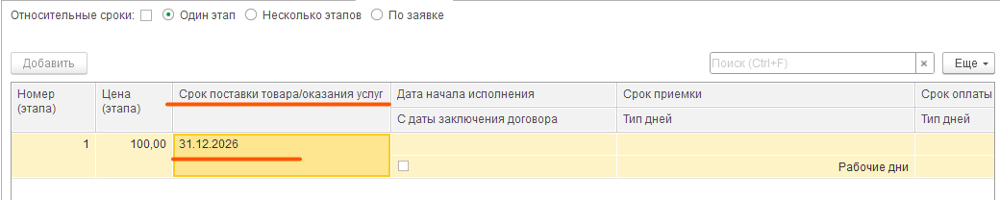 Относительные сроки: Один этап Несколько этапов По заявке
Добавить Поиск (Ctrl+F) × Еще
Номер (этапа) Цена (этапа) Срок поставки товара/оказания услуг Дата начала исполнения Срок приемки Срок оплаты
С даты заключения договора Тип дней Тип дней
1 100,00 31.12.2026
Рабочие дни